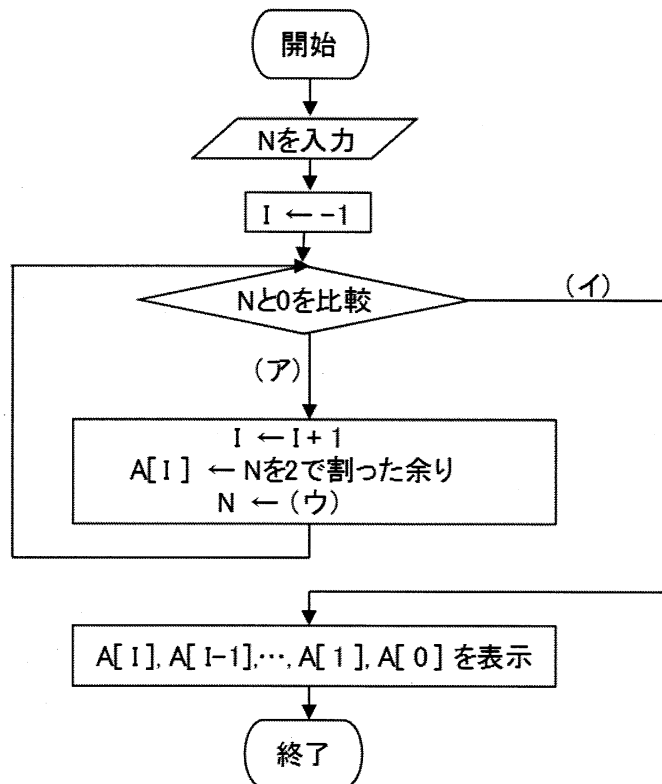 開始
Nを入力
I ← -1
Nと0を比較
(イ)
(ア)
I ← I + 1
A[ I ] ← Nを2で割った余り
N ← (ウ)
A[ I ], A[ I-1],…, A[ 1 ], A[ 0 ] を表示
終了